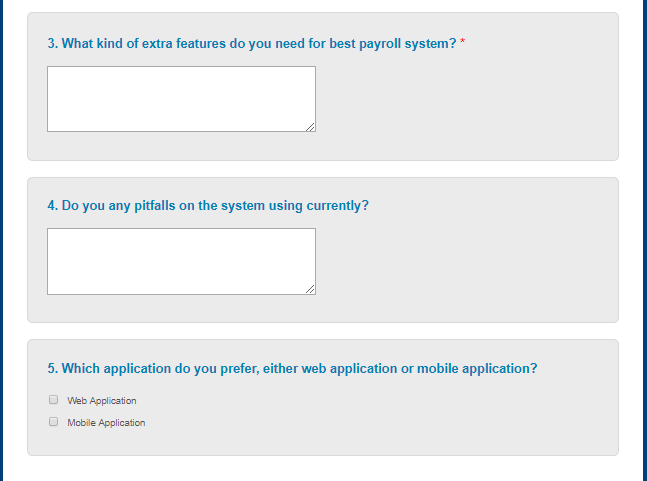 3. What kind of extra features do you need for best payroll system? *
4. Do you any pitfalls on the system using currently?
5. Which application do you prefer, either web application or mobile application?
Web Application
Mobile Application